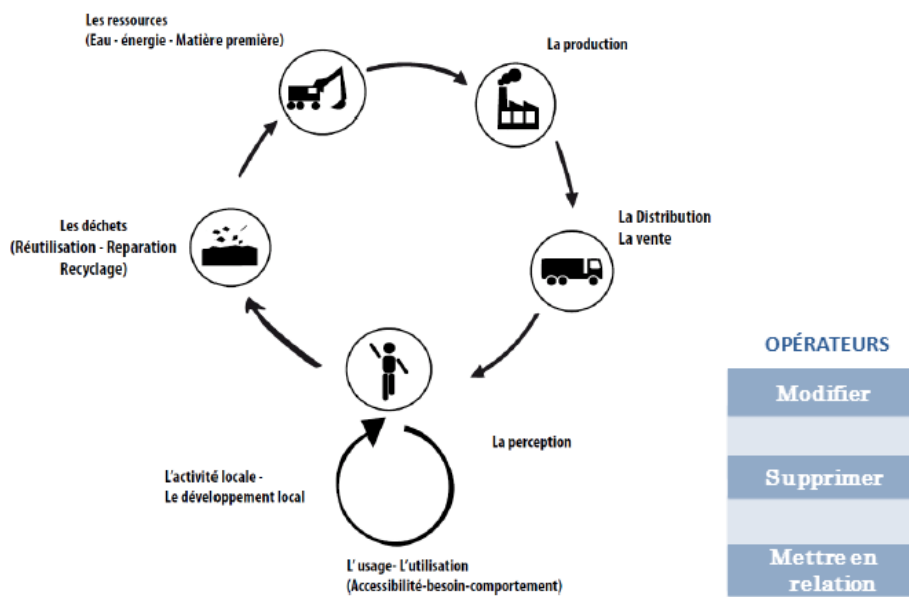 Les ressources
(Eau - énergie - Matière première)
La production
La Distribution
La vente
Les déchets
(Réutilisation - Reparation
Recyclage)
OPÉRATEURS
Modifier
La perception
L'activité locale -
Le développement local
Supprimer
L' usage- L'utilisation
(Accessibilité-besoin-comportement)
Mettre en
relation